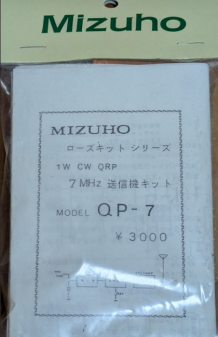 Mizuho
MIZUHO
ローズキット シリーズ
1W CW QRP
7MHz 送信機キット
MODEL QP-7
¥3000